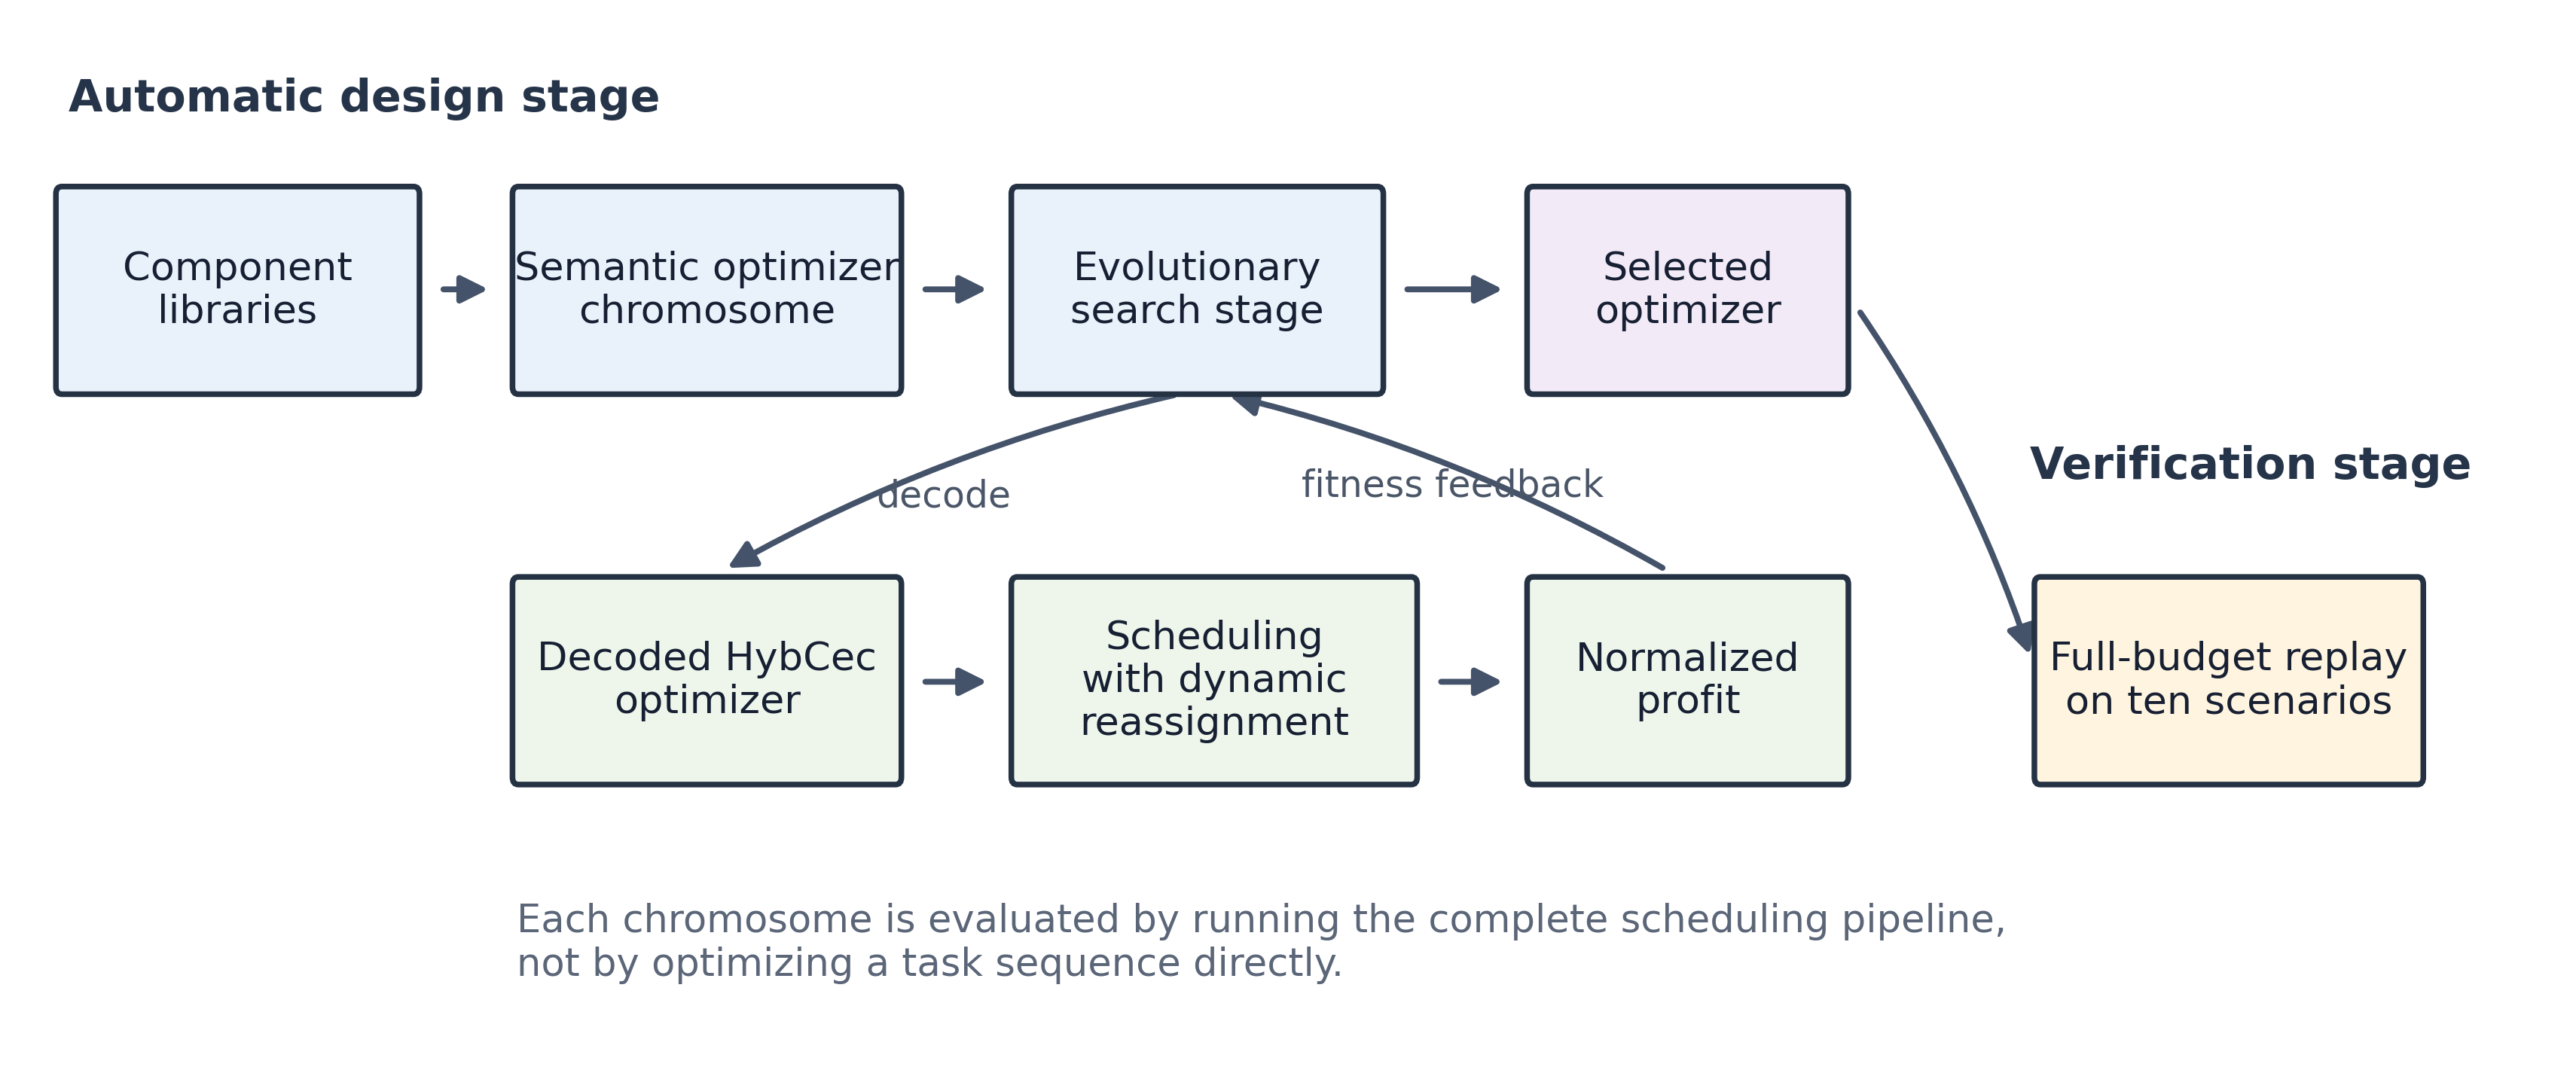 Automatic design stage
Component
libraries
Semantic optimizer
chromosome
Evolutionary
search stage
Selected
optimizer
decode
fitness feedback
Verification stage
Decoded HybCec
optimizer
Scheduling
with dynamic
reassignment
Normalized
profit
Full-budget replay
on ten scenarios
Each chromosome is evaluated by running the complete scheduling pipeline,
not by optimizing a task sequence directly.